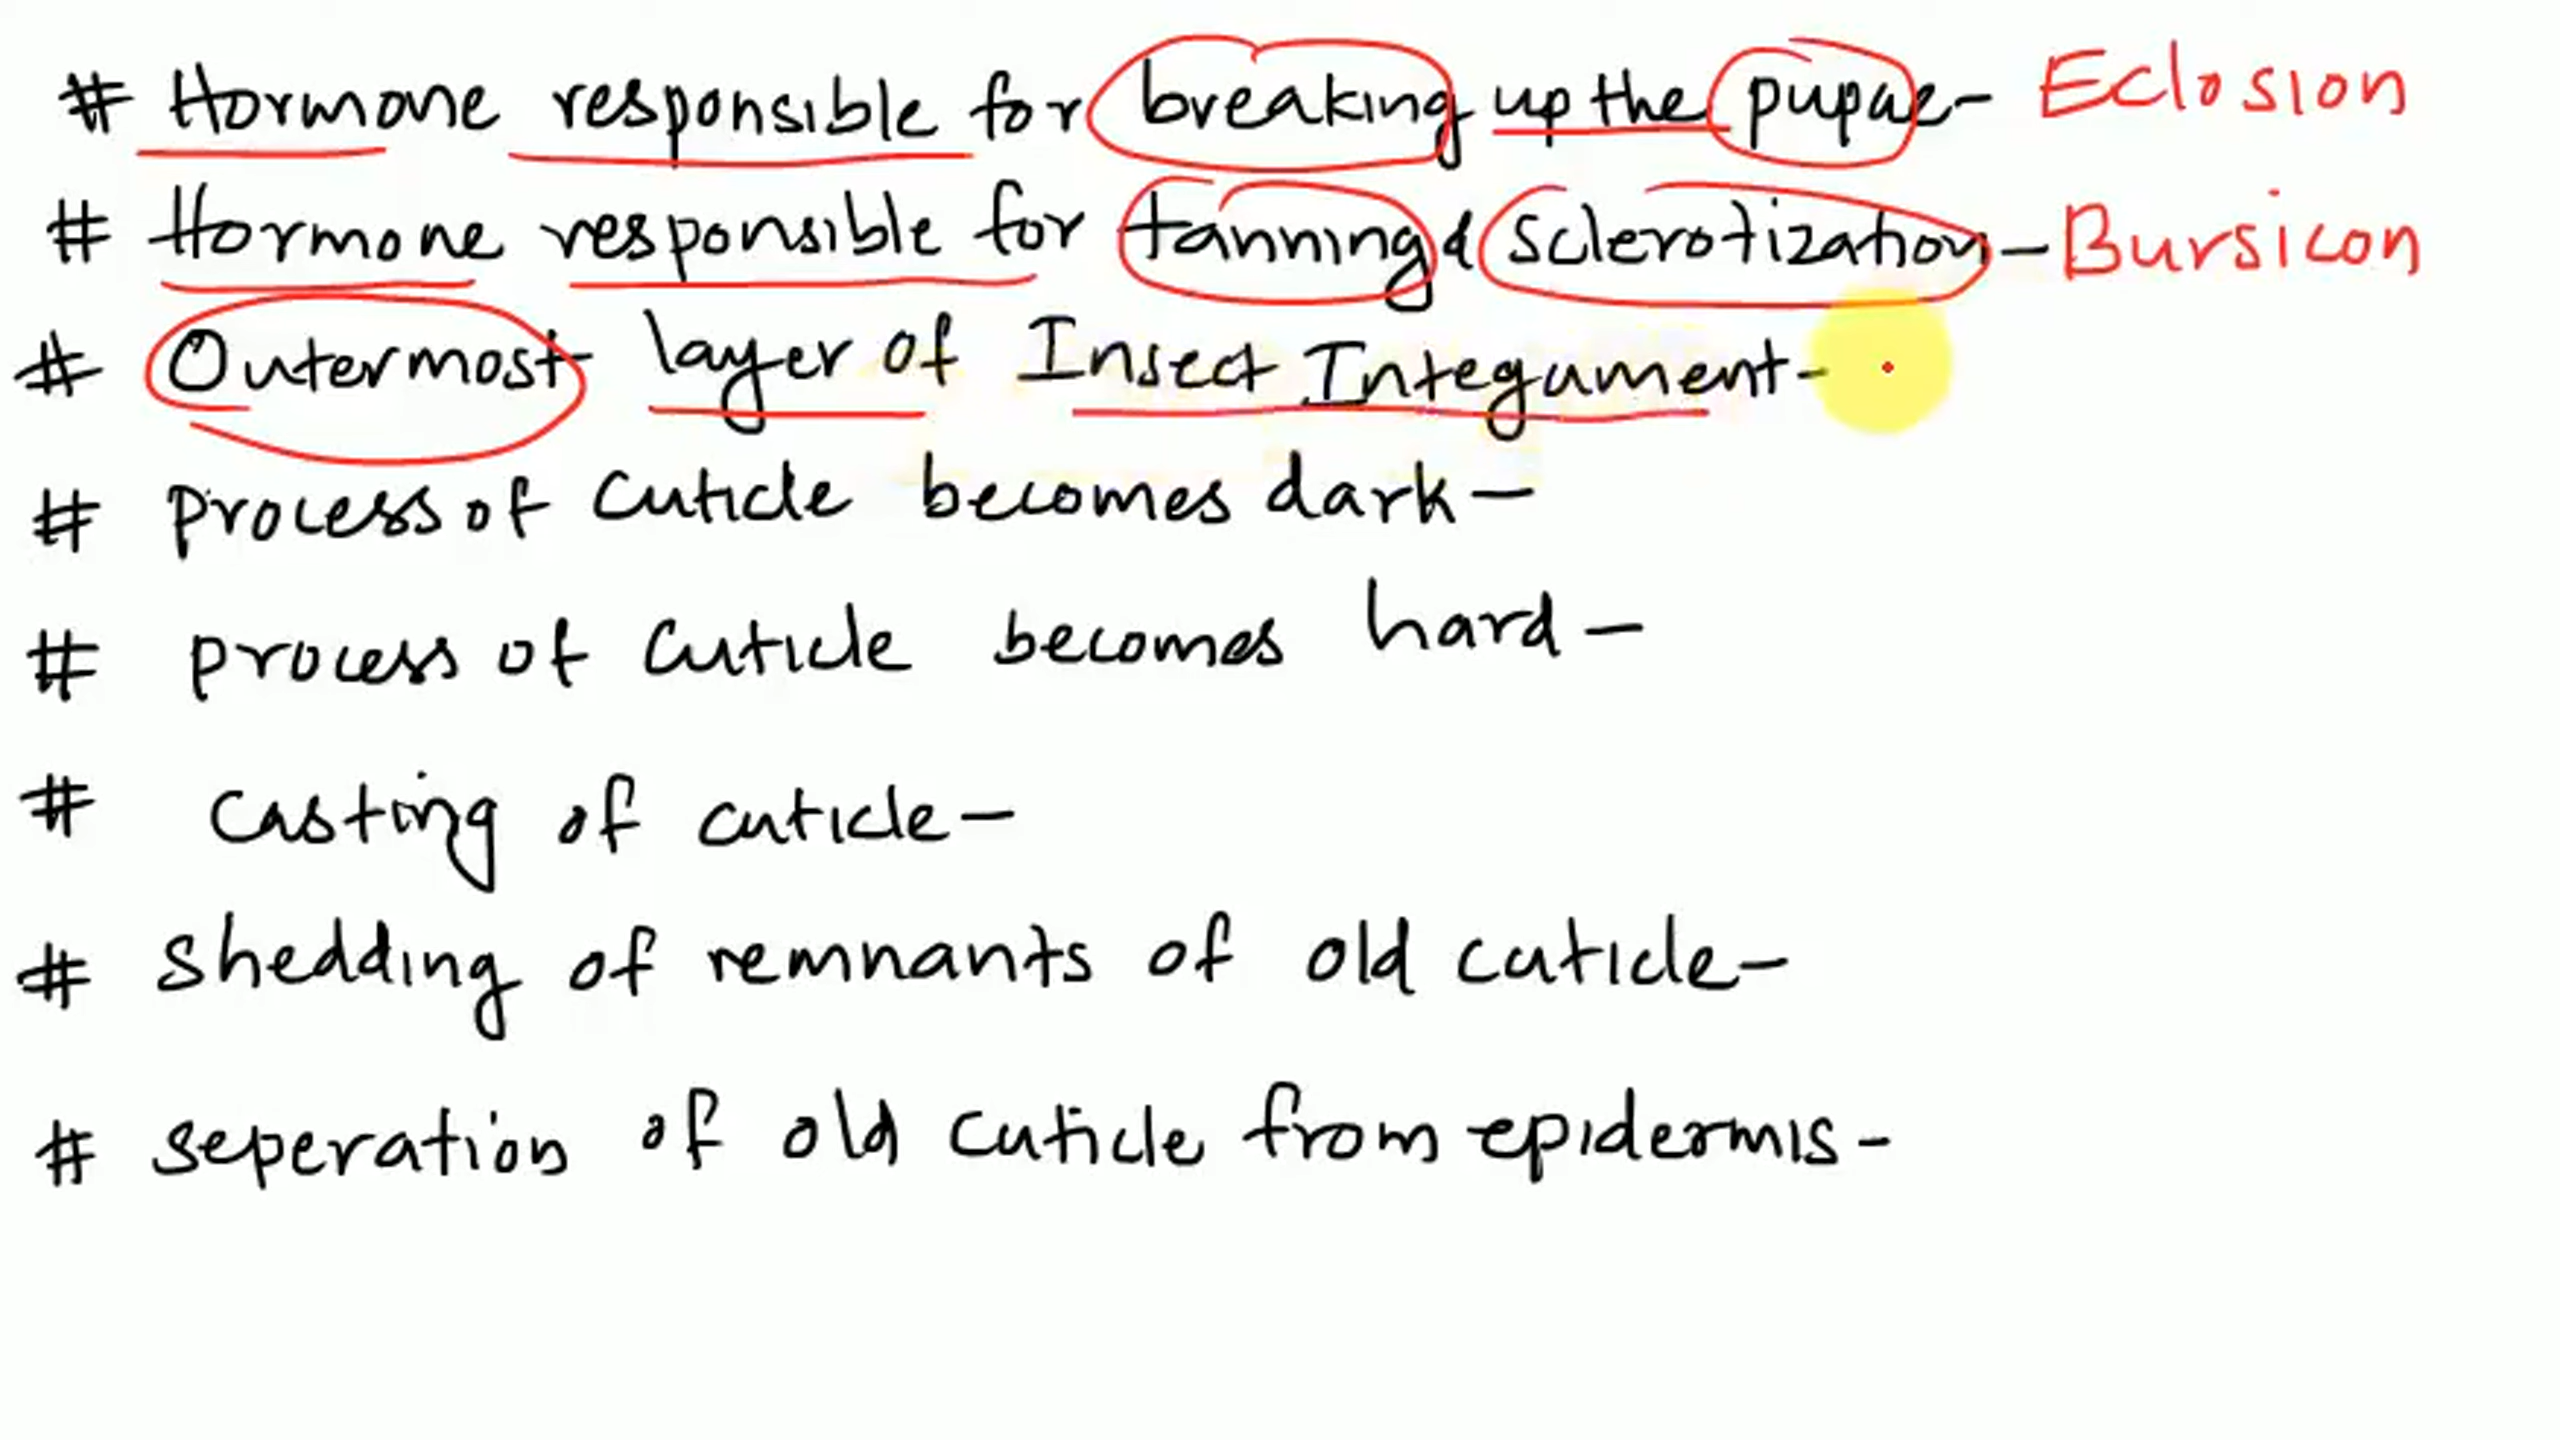 # Hormone responsible for breaking up the pupae- Eclosion
# Hormone responsible for tanning & Sclerotization - Bursicon
# Outermost layer of Insect Integument-
# process of cuticle becomes dark-
# process of cuticle becomes hard-
# casting of cuticle-
# shedding of remnants of old cuticle-
# seperation of old cuticle from epidermis-